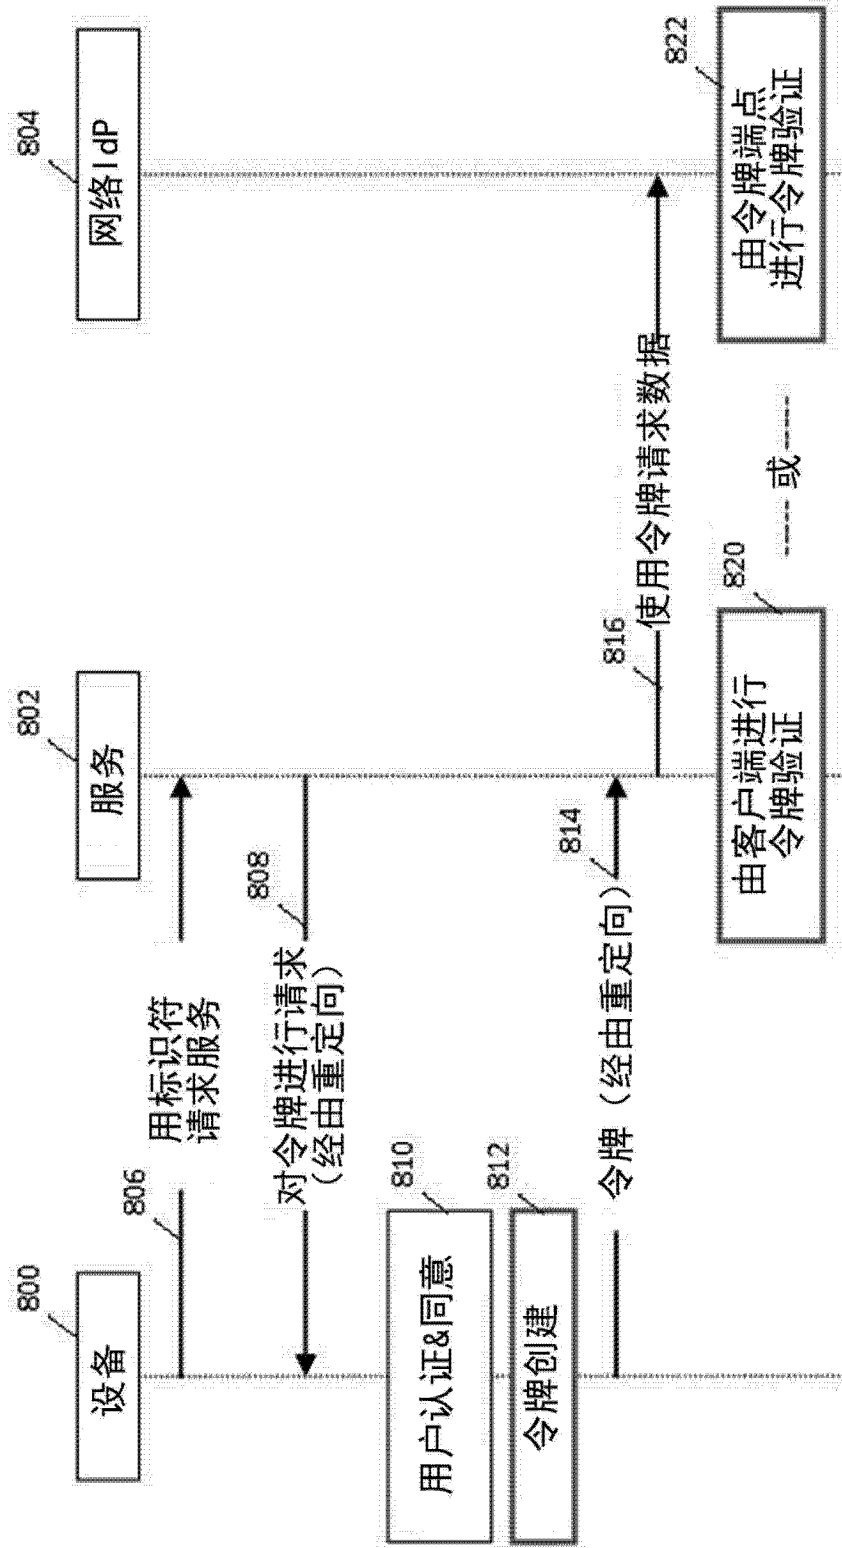 800
设备
802
服务
804
网络IdP
806
用标识符
请求服务
808
对令牌进行请求
（经由重定向）
810
用户认证&同意
812
令牌创建
814
令牌（经由重定向）
816
使用令牌请求数据
820
由客户端进行
令牌验证
或
822
由令牌端点
进行令牌验证